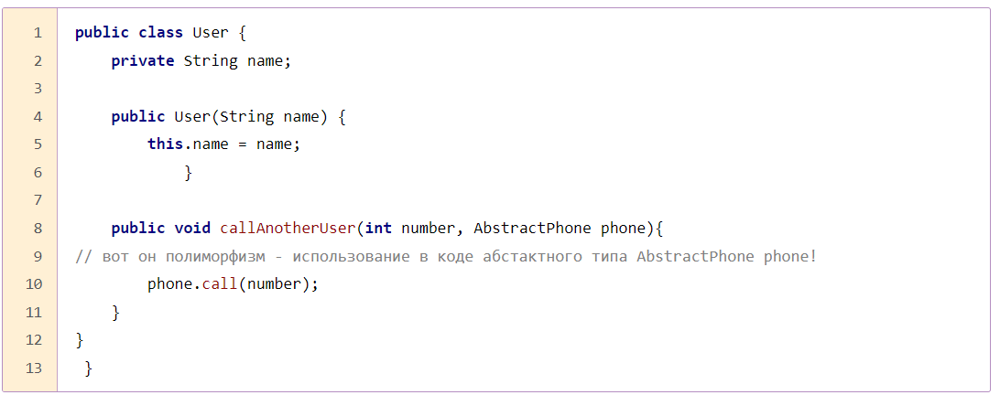 1 public class User {
2 private String name;
3
4 public User(String name) {
5 this.name = name;
6 }
7
8 public void callAnotherUser(int number, AbstractPhone phone){
9 // вот он полиморфизм - использование в коде абстактного типа AbstractPhone phone!
10 phone.call(number);
11 }
12 }
13 }